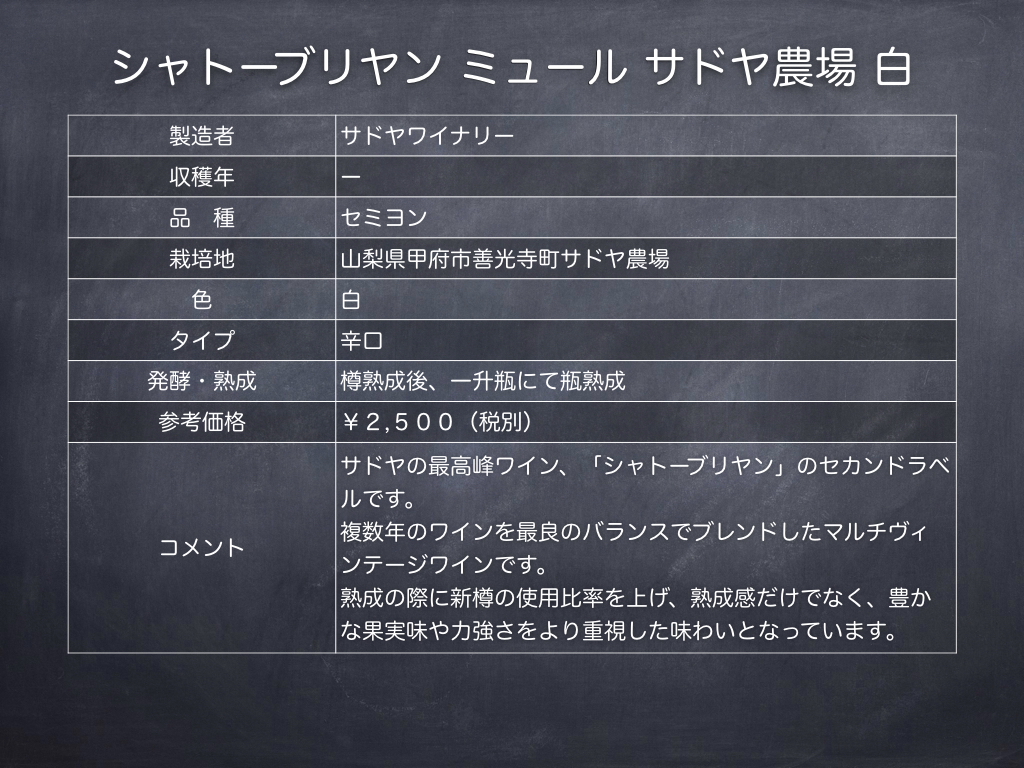 シャトーブリヤン ミュール サドヤ農場 白
製造者 サドヤワイナリー
収穫年 ー
品　種 セミヨン
栽培地 山梨県甲府市善光寺町サドヤ農場
色 白
タイプ 辛口
発酵・熟成 樽熟成後、一升瓶にて瓶熟成
参考価格 ￥２,５００（税別）
コメント
サドヤの最高峰ワイン、「シャトーブリヤン」のセカンドラベ
ルです。
複数年のワインを最良のバランスでブレンドしたマルチヴィ
ンテージワインです。
熟成の際に新樽の使用比率を上げ、熟成感だけでなく、豊か
な果実味や力強さをより重視した味わいとなっています。